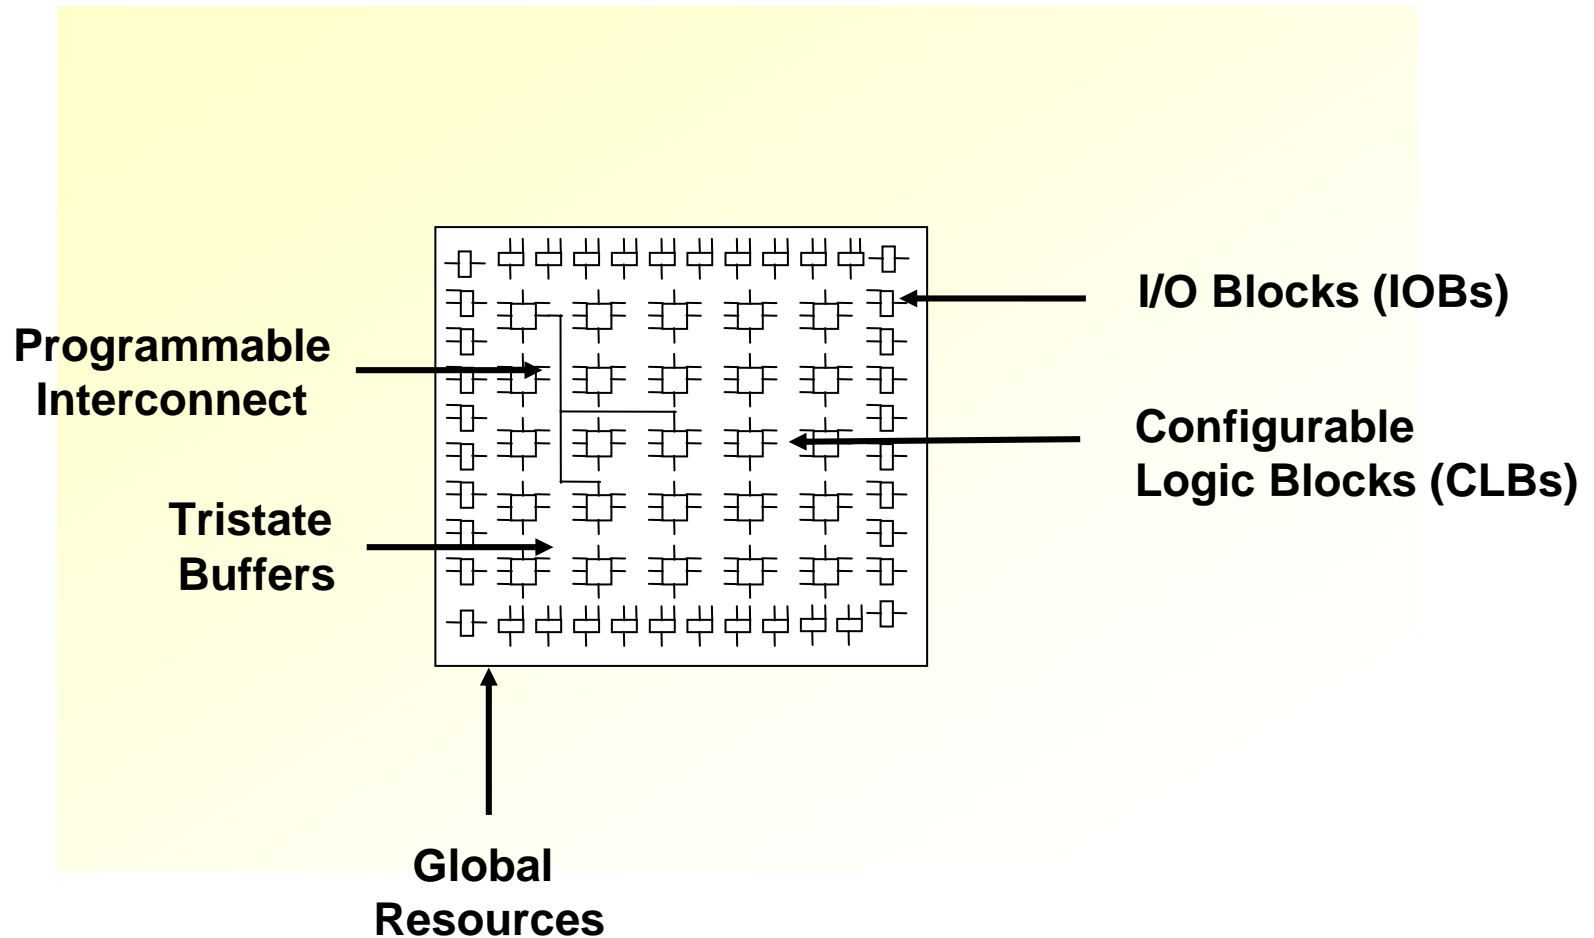 I/O Blocks (IOBs)
Programmable
Interconnect
Configurable
Logic Blocks (CLBs)
Tristate
Buffers
Global
Resources